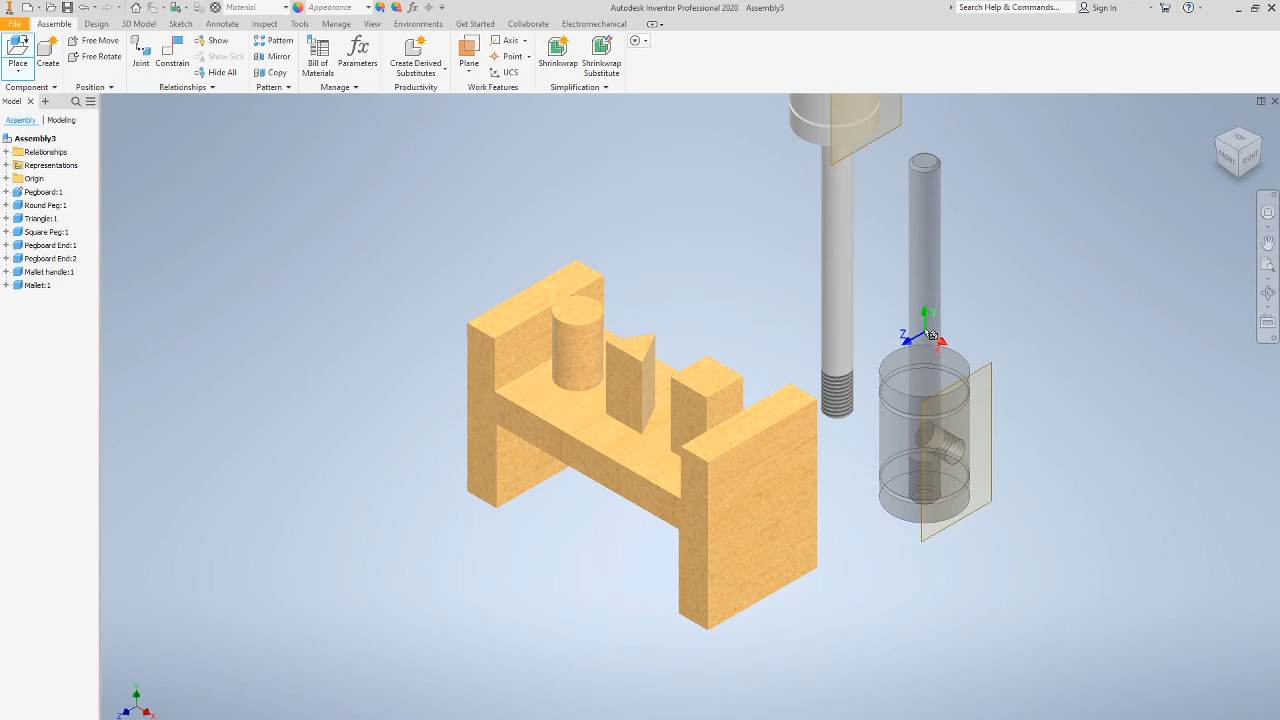 Material
Appearance
Autodesk Inventor Professional 2020 Assembly3
Search Help & Commands...
Sign In
File Assemble Design 3D Model Sketch Annotate Inspect Tools Manage View Environments Get Started Collaborate Electromechanical
Place
Create
Free Move
Free Rotate
Joint
Constrain
Show
Show Sick
Hide All
Pattern
Mirror
Copy
Bill of
Materials
Parameters
Create Derived
Substitutes
Plane
Axis
Point
UCS
Shrinkwrap
Shrinkwrap
Substitute
Component Position Relationships Pattern Manage Productivity Work Features Simplification
Model
Assembly Modeling
Assembly3
Relationships
Representations
Origin
Pegboard:1
Round Peg:1
Triangle:1
Square Peg:1
Pegboard End:1
Pegboard End:2
Mallet handle:1
Mallet:1
TOP
FRONT RIGHT
Y
Z
X
Z X